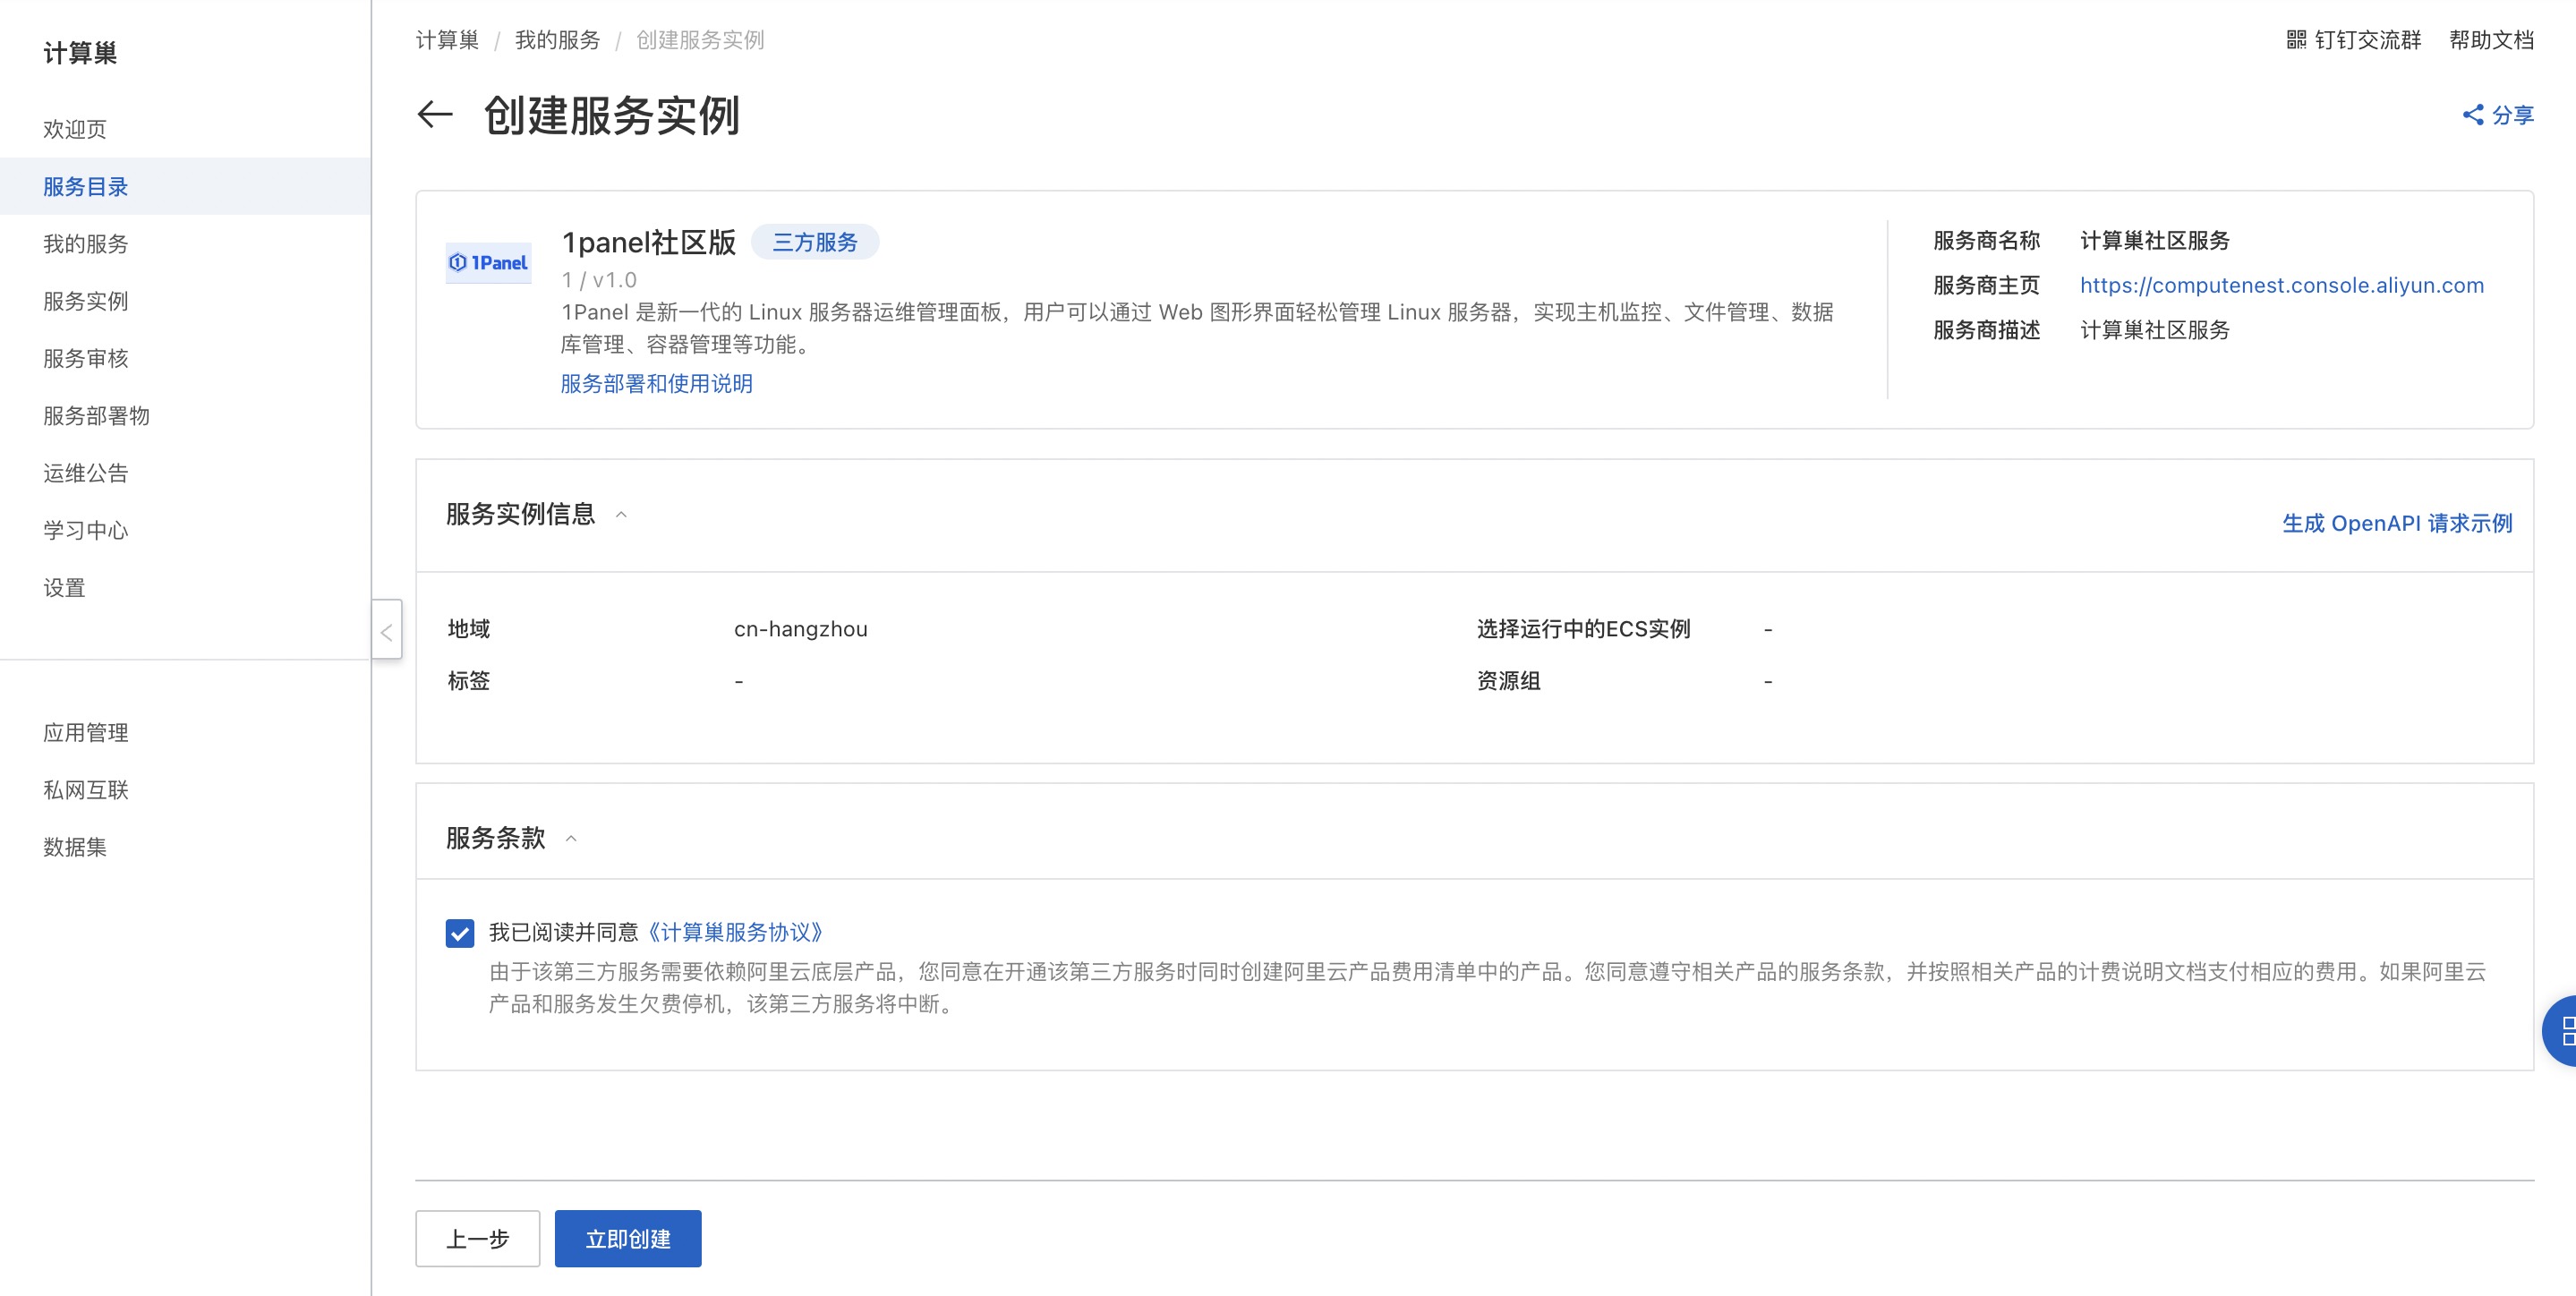 计算巢
欢迎页
服务目录
我的服务
服务实例
服务审核
服务部署物
运维公告
学习中心
设置
应用管理
私网互联
数据集
计算巢 / 我的服务 / 创建服务实例
钉钉交流群 帮助文档
创建服务实例
分享
1Panel
1panel社区版 三方服务
1 / v1.0
1Panel 是新一代的 Linux 服务器运维管理面板，用户可以通过 Web 图形界面轻松管理 Linux 服务器，实现主机监控、文件管理、数据
库管理、容器管理等功能。
服务部署和使用说明
服务商名称 计算巢社区服务
服务商主页 https://computenest.console.aliyun.com
服务商描述 计算巢社区服务
服务实例信息
生成 OpenAPI 请求示例
地域 cn-hangzhou 选择运行中的ECS实例 -
标签 - 资源组 -
服务条款
我已阅读并同意《计算巢服务协议》
由于该第三方服务需要依赖阿里云底层产品，您同意在开通该第三方服务时同时创建阿里云产品费用清单中的产品。您同意遵守相关产品的服务条款，并按照相关产品的计费说明文档支付相应的费用。如果阿里云
产品和服务发生欠费停机，该第三方服务将中断。
上一步 立即创建